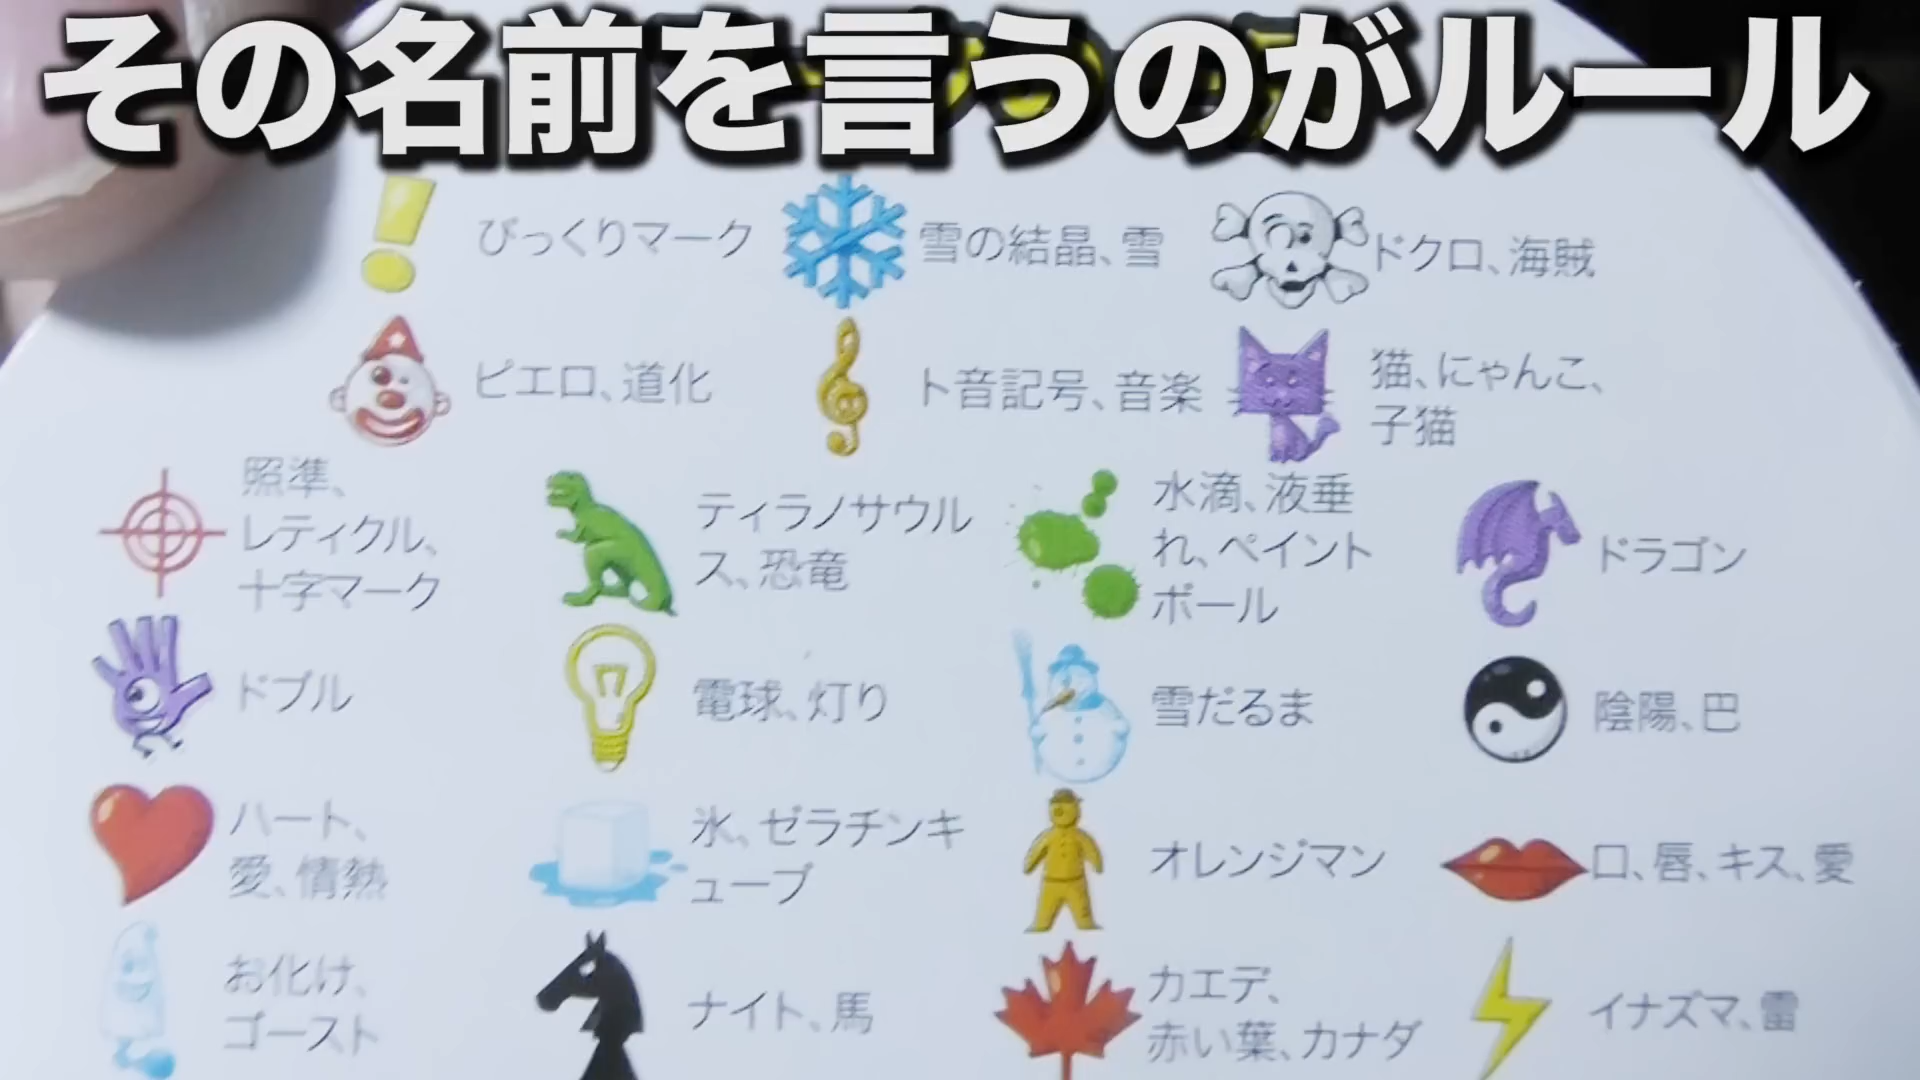 その名前を言うのがルール
びっくりマーク
雪の結晶、雪
ドクロ、海賊
ピエロ、道化
ト音記号、音楽
猫、にゃんこ、
子猫
照準、
レティクル、
十字マーク
ティラノサウル
ス、恐竜
水滴、液垂
れ、ペイント
ボール
ドラゴン
ドブル
電球、灯り
雪だるま
陰陽、巴
ハート、
愛、情熱
氷、ゼラチンキ
ューブ
オレンジマン
口、唇、キス、愛
お化け、
ゴースト
ナイト、馬
カエデ、
赤い葉、カナダ
イナズマ、雷